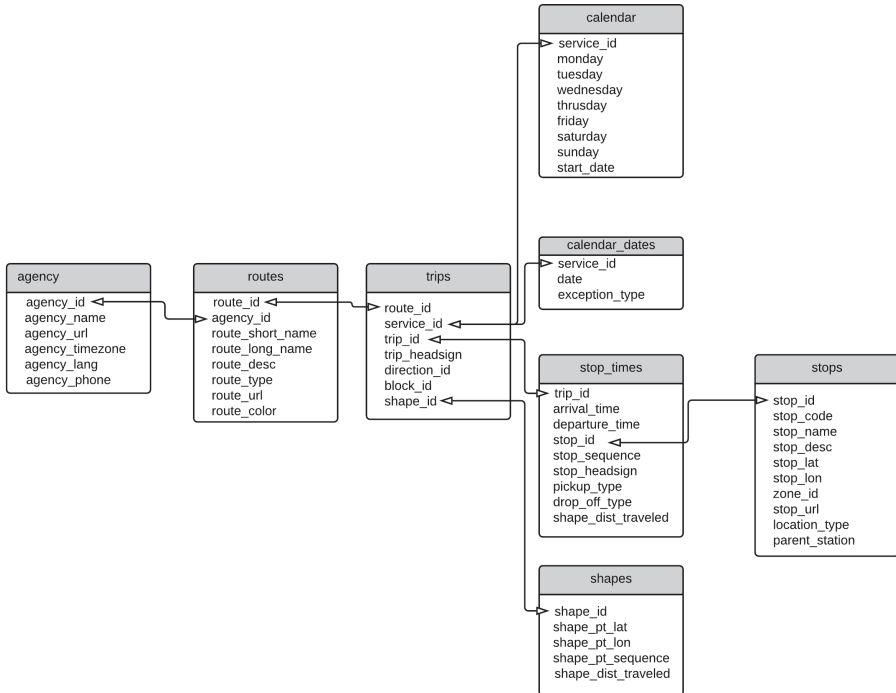 calendar
service_id
monday
tuesday
wednesday
thrusday
friday
saturday
sunday
start_date
calendar_dates
service_id
date
exception_type
agency
agency_id
agency_name
agency_url
agency_timezone
agency_lang
agency_phone
routes
route_id
agency_id
route_short_name
route_long_name
route_desc
route_type
route_url
route_color
trips
route_id
service_id
trip_id
trip_headsign
direction_id
block_id
shape_id
stop_times
trip_id
arrival_time
departure_time
stop_id
stop_sequence
stop_headsign
pickup_type
drop_off_type
shape_dist_traveled
stops
stop_id
stop_code
stop_name
stop_desc
stop_lat
stop_lon
zone_id
stop_url
location_type
parent_station
shapes
shape_id
shape_pt_lat
shape_pt_lon
shape_pt_sequence
shape_dist_traveled